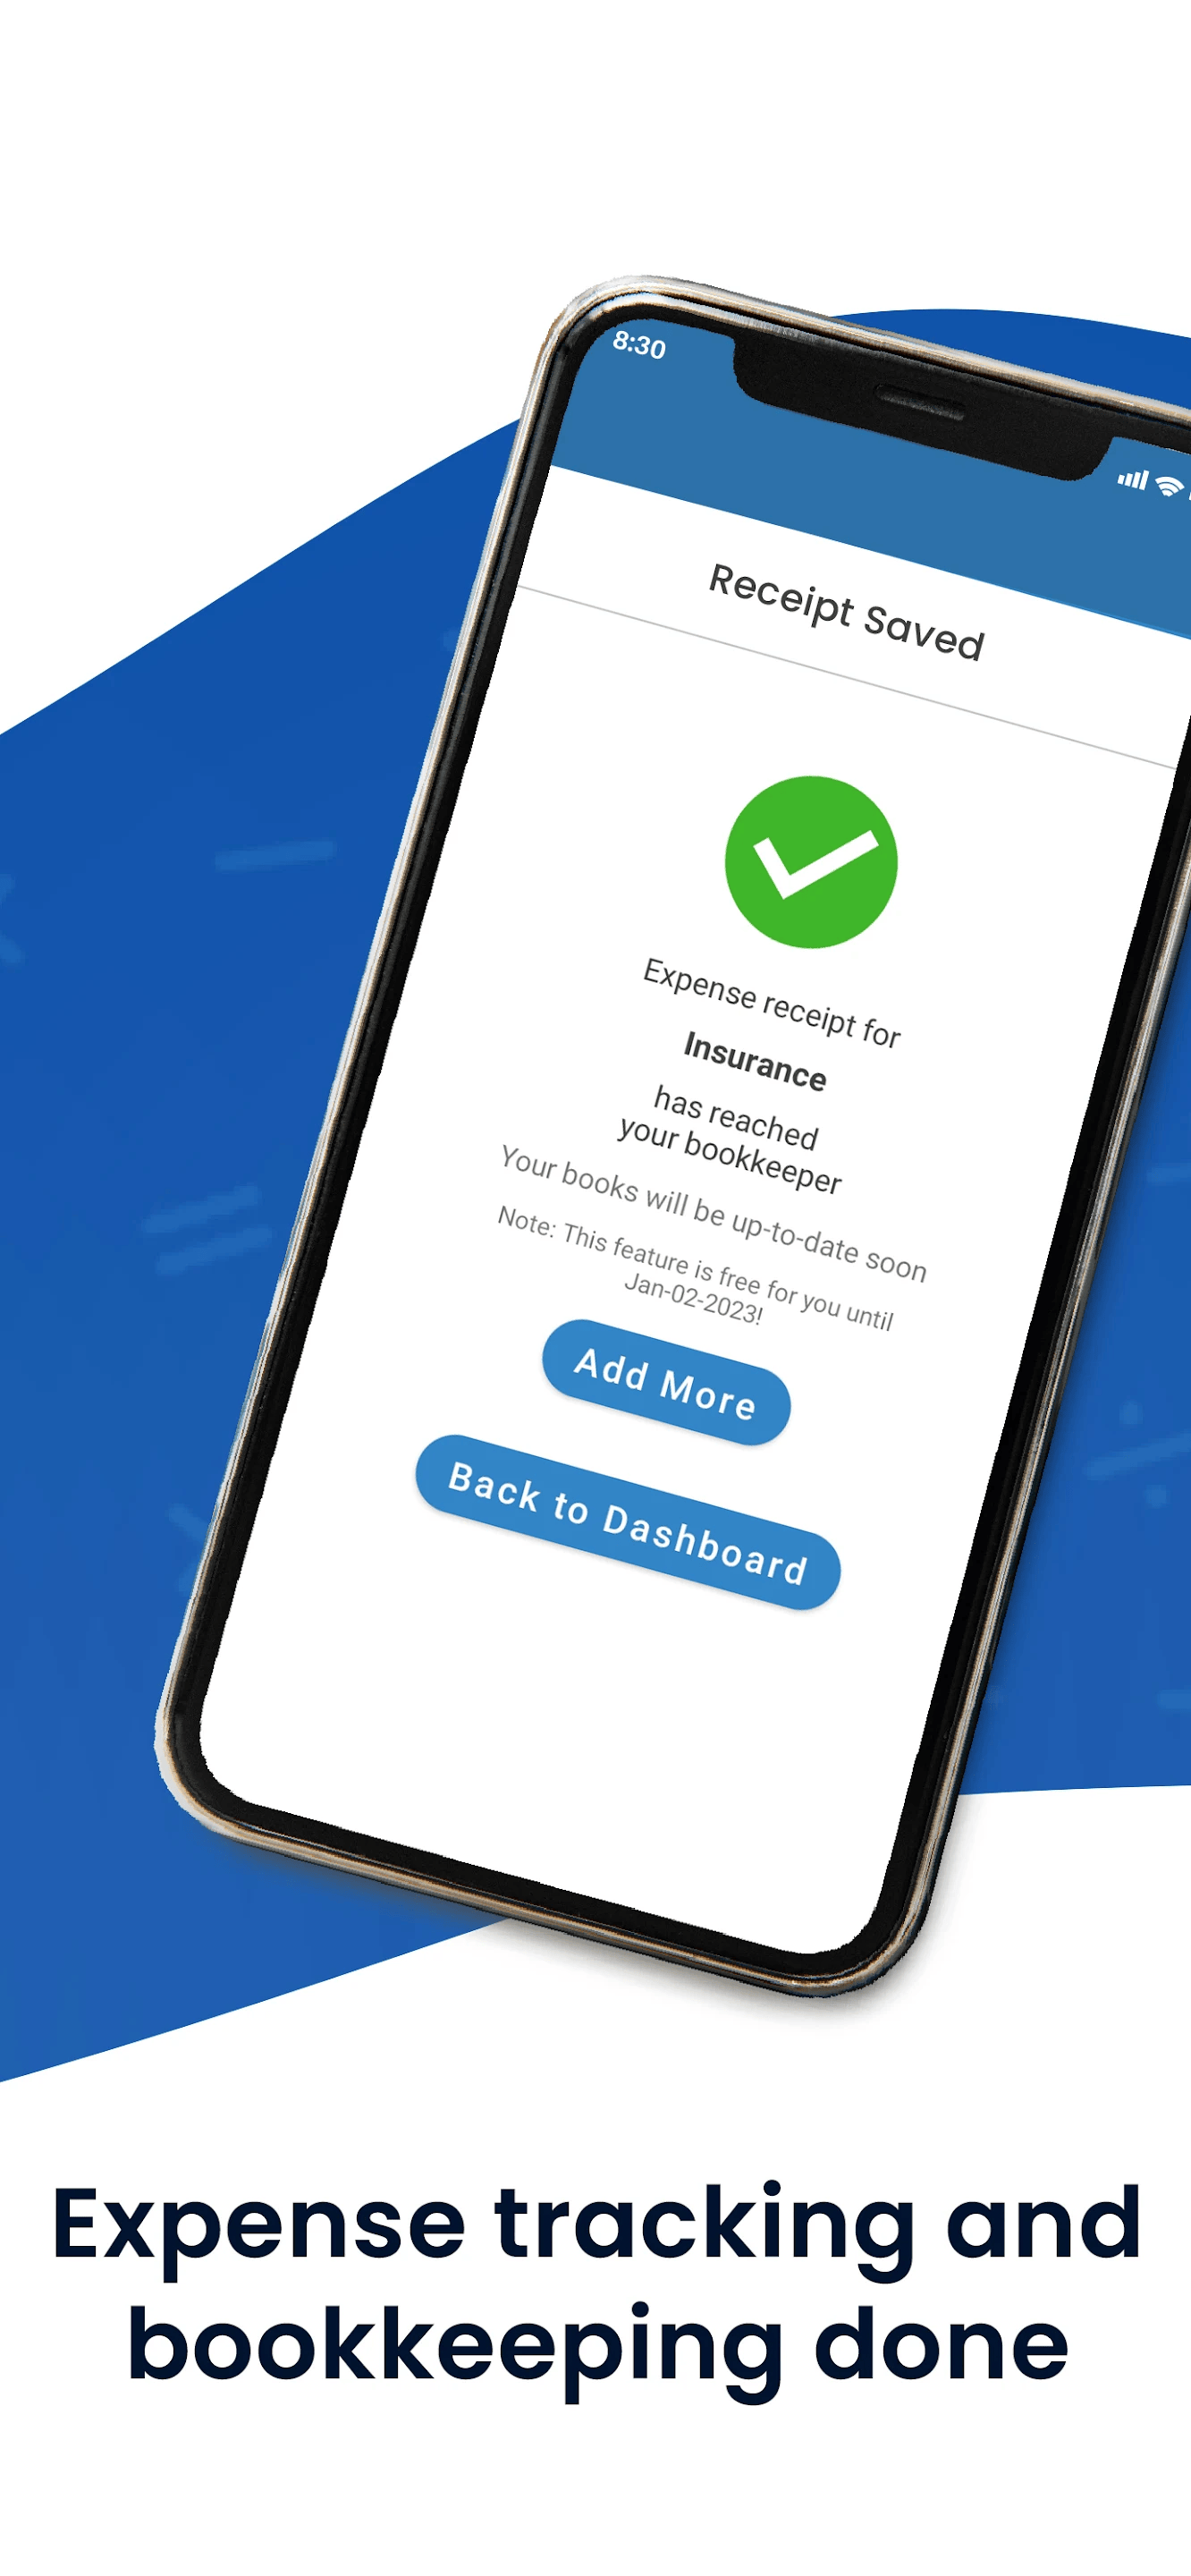 8:30
Receipt Saved
Expense receipt for
Insurance
has reached
your bookkeeper
Your books will be up-to-date soon
Note: This feature is free for you until
Jan-02-2023!
Add More
Back to Dashboard
Expense tracking and
bookkeeping done